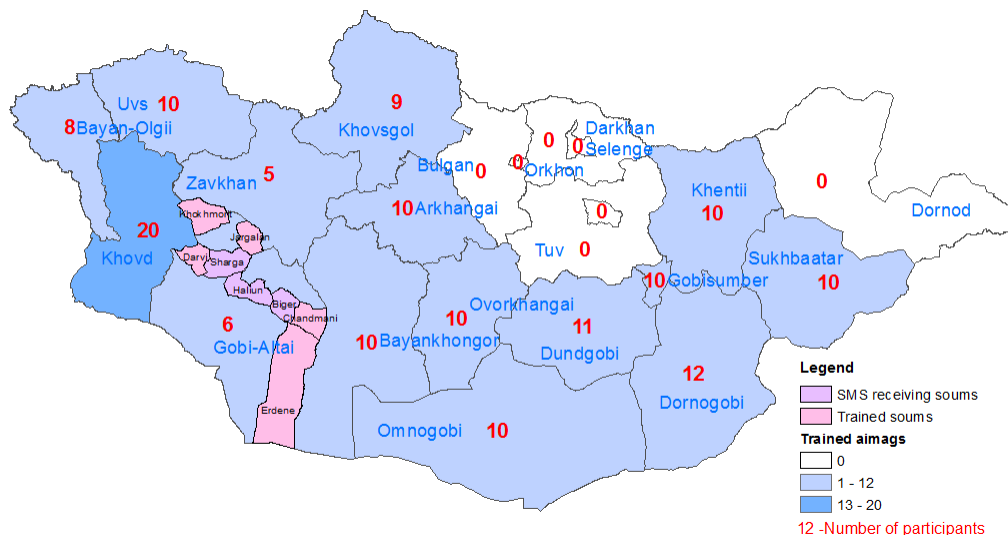 Uvs 10
9
Khovsgol
8 Bayan-Olgii
0
Darkhan
0
Selenge
Bulgan
0
0
Orkhon
Zavkhan
5
Khentii
10
0
Dornod
10 Arkhangai
Khokhmorit
20
Khovd
Jargalan
0
Tuv 0
Darvi
Sharga
Sukhbaatar
10
10 Gobisumber
Haliun
Biger
Chandmani
6
Gobi-Altai
Ovorkhangai
10
10 Bayankhongor
11
Dundgobi
12
Dornogobi
Erdene
Omnogobi 10
Legend
SMS receiving soums
Trained soums
Trained aimags
0
1 - 12
13 - 20
12 -Number of participants